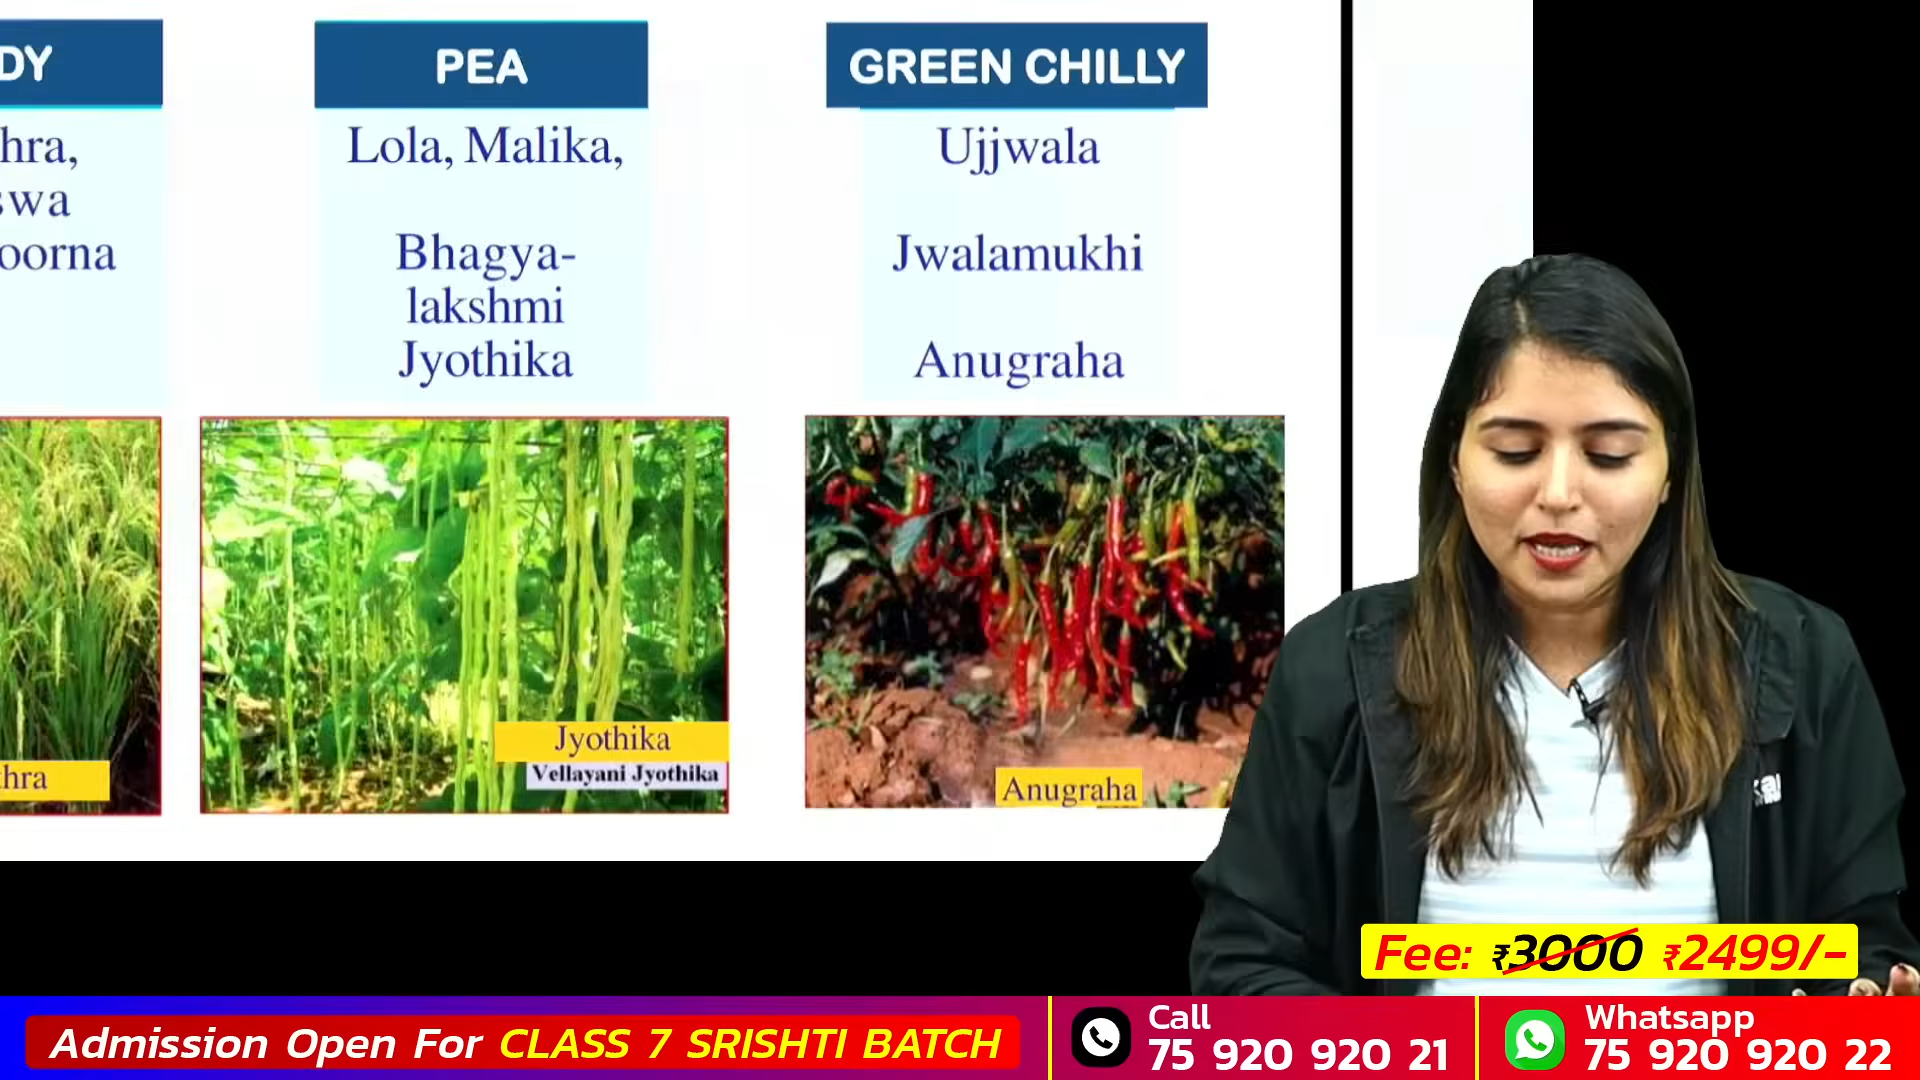 DY
hra,
swa
oorna
hra
PEA
Lola, Malika,
Bhagya-
lakshmi
Jyothika
Jyothika
Vellayani Jyothika
GREEN CHILLY
Ujjwala
Jwalamukhi
Anugraha
Anugraha
Fee: ₹3000 ₹2499/-
Admission Open For CLASS 7 SRISHTI BATCH
Call
75 920 920 21
Whatsapp
75 920 920 22